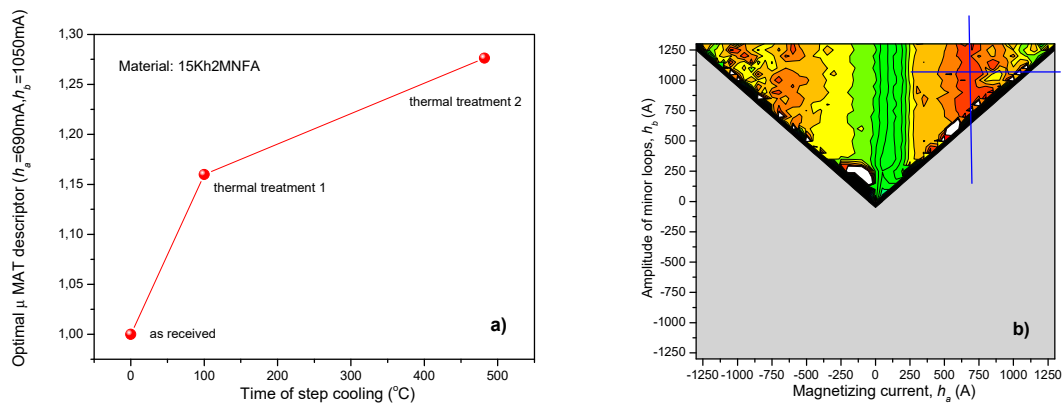 Optimal μ MAT descriptor (hₐ=690mA,h_b=1050mA)
1,30
1,25
1,20
1,15
1,10
1,05
1,00
Material: 15Kh2MNFA
thermal treatment 2
thermal treatment 1
as received
a)
0
100
200
300
400
500
Time of step cooling (°C)
Amplitude of minor loops, h_b (A)
1250
1000
750
500
250
0
-250
-500
-750
-1000
-1250
b)
-1250 -1000 -750 -500 -250 0 250 500 750 1000 1250
Magnetizing current, hₐ (A)